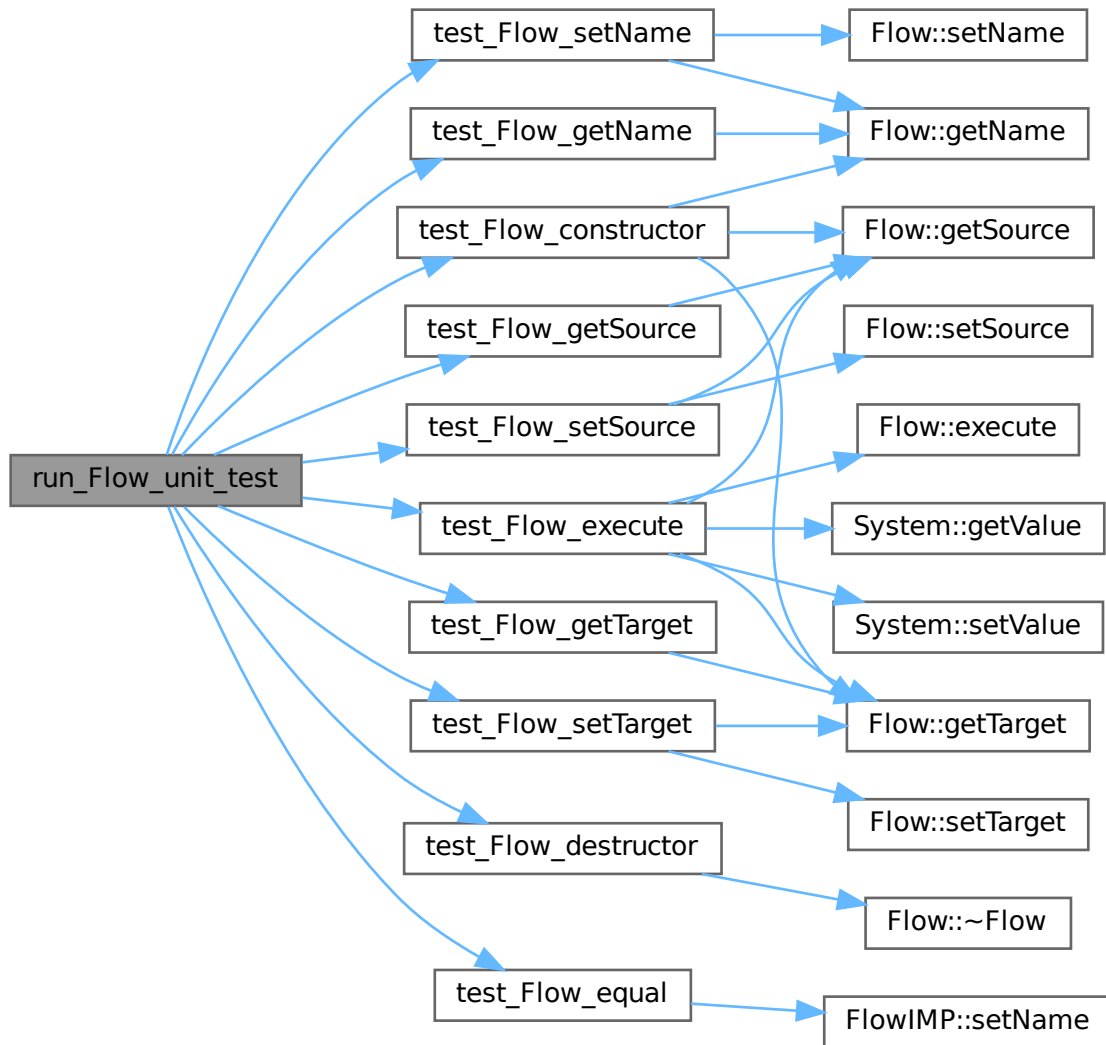 test_Flow_setName
Flow::setName
test_Flow_getName
Flow::getName
test_Flow_constructor
Flow::getSource
test_Flow_getSource
Flow::setSource
test_Flow_setSource
Flow::execute
run_Flow_unit_test
test_Flow_execute
System::getValue
test_Flow_getTarget
System::setValue
test_Flow_setTarget
Flow::getTarget
Flow::setTarget
test_Flow_destructor
Flow::~Flow
test_Flow_equal
FlowIMP::setName